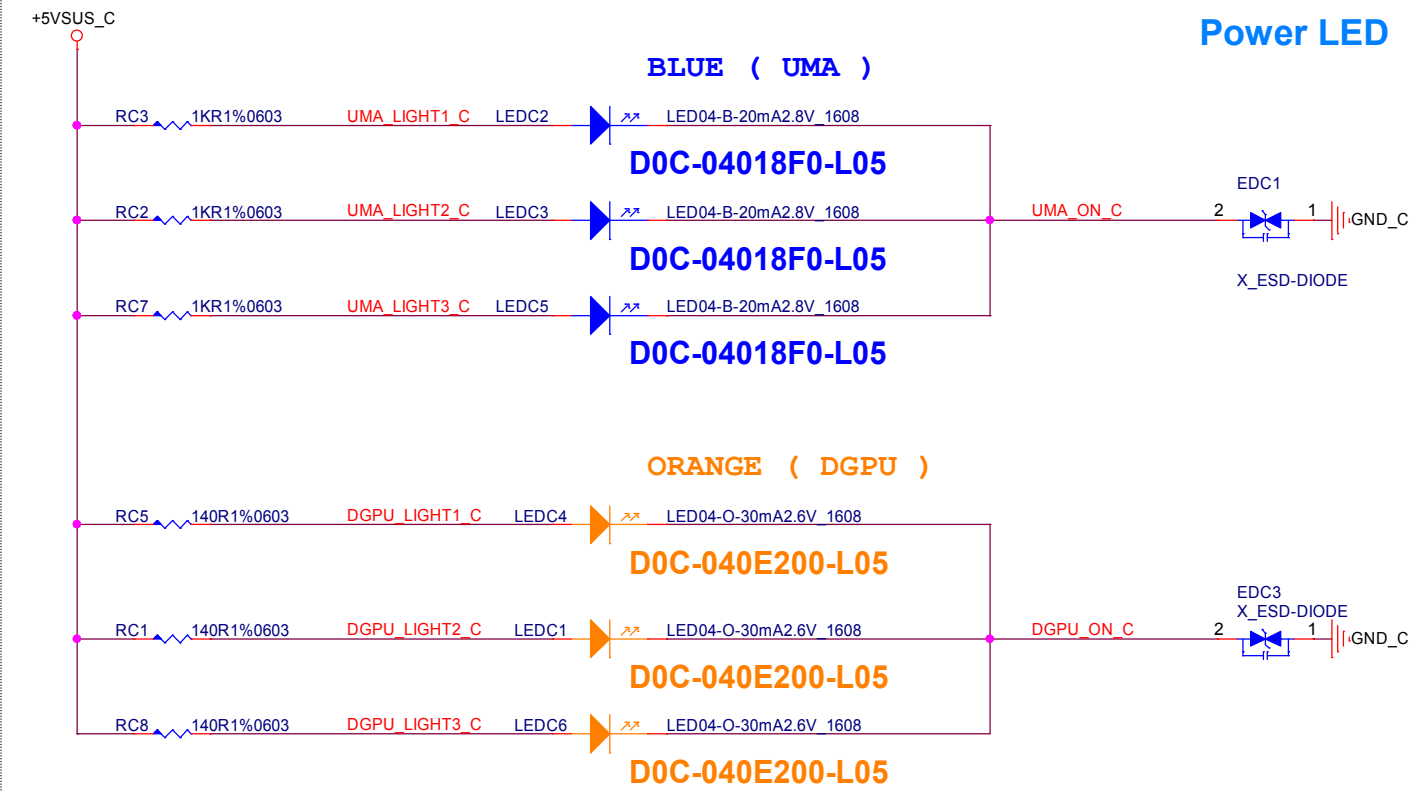 +5VSUS_C
Power LED
BLUE ( UMA )
RC3 1KR1%0603 UMA_LIGHT1_C LEDC2 LED04-B-20mA2.8V_1608
D0C-04018F0-L05
EDC1
RC2 1KR1%0603 UMA_LIGHT2_C LEDC3 LED04-B-20mA2.8V_1608 UMA_ON_C 2 1 GND_C
D0C-04018F0-L05
X_ESD-DIODE
RC7 1KR1%0603 UMA_LIGHT3_C LEDC5 LED04-B-20mA2.8V_1608
D0C-04018F0-L05
ORANGE ( DGPU )
RC5 140R1%0603 DGPU_LIGHT1_C LEDC4 LED04-O-30mA2.6V_1608
D0C-040E200-L05
EDC3
X_ESD-DIODE
RC1 140R1%0603 DGPU_LIGHT2_C LEDC1 LED04-O-30mA2.6V_1608 DGPU_ON_C 2 1 GND_C
D0C-040E200-L05
RC8 140R1%0603 DGPU_LIGHT3_C LEDC6 LED04-O-30mA2.6V_1608
D0C-040E200-L05